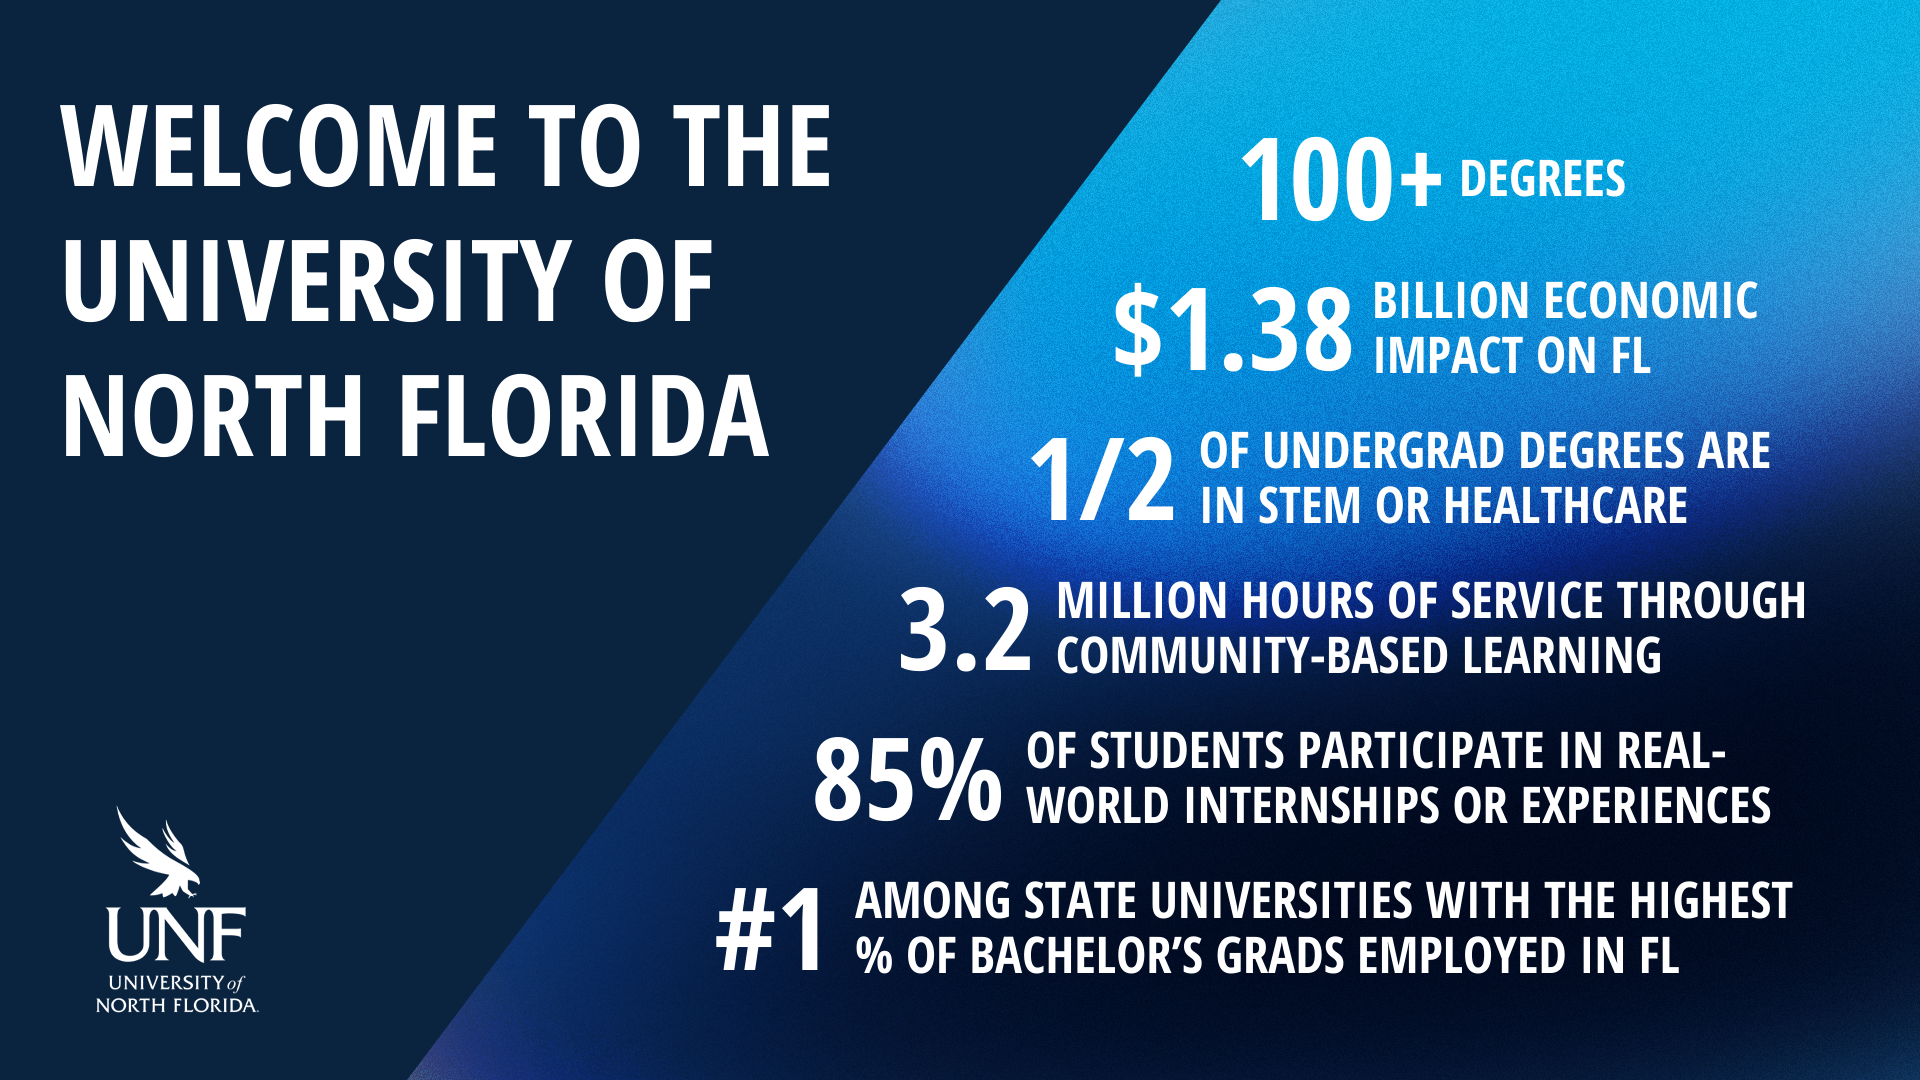 WELCOME TO THE
UNIVERSITY OF
NORTH FLORIDA
100+ DEGREES
$1.38 BILLION ECONOMIC
IMPACT ON FL
1/2 OF UNDERGRAD DEGREES ARE
IN STEM OR HEALTHCARE
3.2 MILLION HOURS OF SERVICE THROUGH
COMMUNITY-BASED LEARNING
85% OF STUDENTS PARTICIPATE IN REAL-
WORLD INTERNSHIPS OR EXPERIENCES
#1 AMONG STATE UNIVERSITIES WITH THE HIGHEST
% OF BACHELOR’S GRADS EMPLOYED IN FL
UNF
UNIVERSITY of
NORTH FLORIDA.